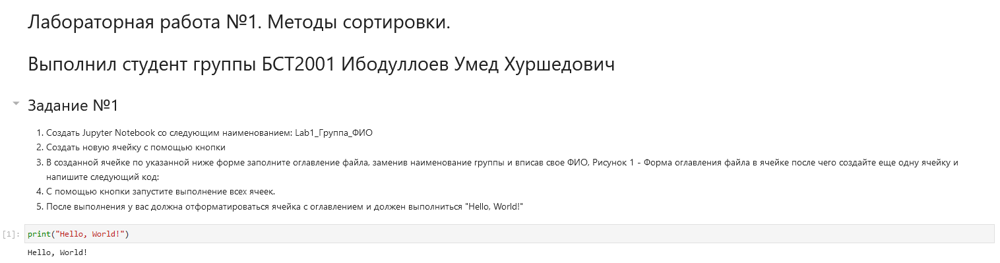 Лабораторная работа №1. Методы сортировки.
Выполнил студент группы БСТ2001 Ибодуллоев Умед Хуршедович
Задание №1
1. Создать Jupyter Notebook со следующим наименованием: Lab1_Группа_ФИО
2. Создать новую ячейку с помощью кнопки
3. В созданной ячейке по указанной ниже форме заполните оглавление файла, заменив наименование группы и вписав свое ФИО, Рисунок 1 - Форма оглавления файла в ячейке после чего создайте еще одну ячейку и
напишите следующий код:
4. С помощью кнопки запустите выполнение всех ячеек.
5. После выполнения у вас должна отформатироваться ячейка с оглавлением и должен выполниться "Hello, World!"
[1]: print("Hello, World!")
Hello, World!